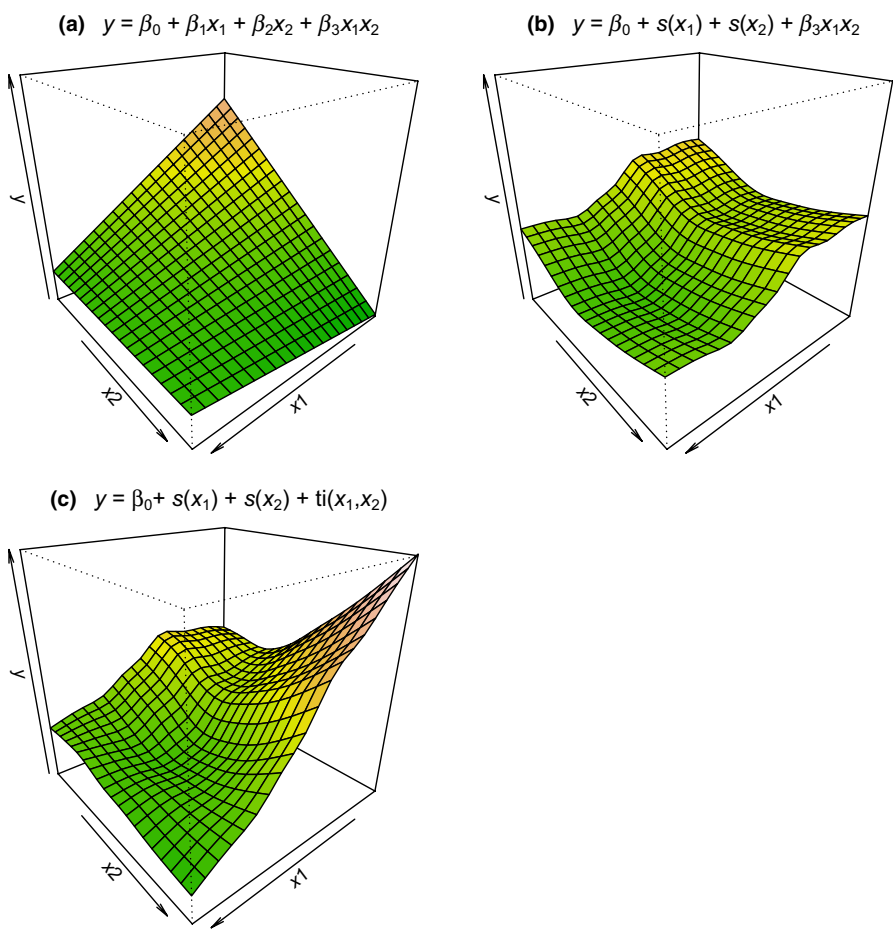 (a) y = β₀ + β₁x₁ + β₂x₂ + β₃x₁x₂
y
x2
x1
(b) y = β₀ + s(x₁) + s(x₂) + β₃x₁x₂
y
x2
x1
(c) y = β₀+ s(x₁) + s(x₂) + ti(x₁,x₂)
y
x2
x1